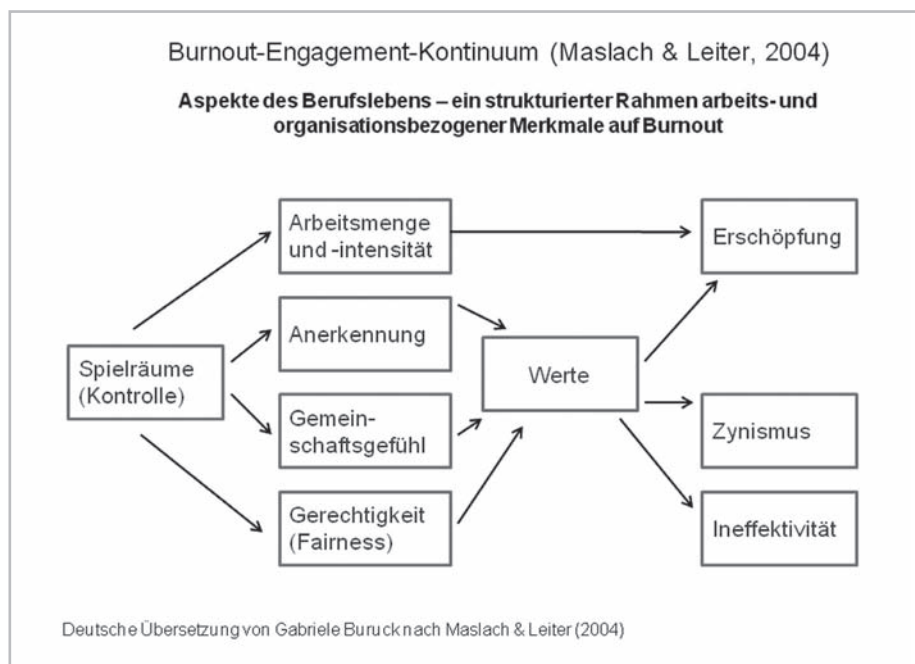 Burnout-Engagement-Kontinuum (Maslach & Leiter, 2004)
Aspekte des Berufslebens – ein strukturierter Rahmen arbeits- und
organisationsbezogener Merkmale auf Burnout
Spielräume
(Kontrolle)
Arbeitsmenge
und -intensität
Anerkennung
Gemein-
schaftsgefühl
Gerechtigkeit
(Fairness)
Werte
Erschöpfung
Zynismus
Ineffektivität
Deutsche Übersetzung von Gabriele Buruck nach Maslach & Leiter (2004)